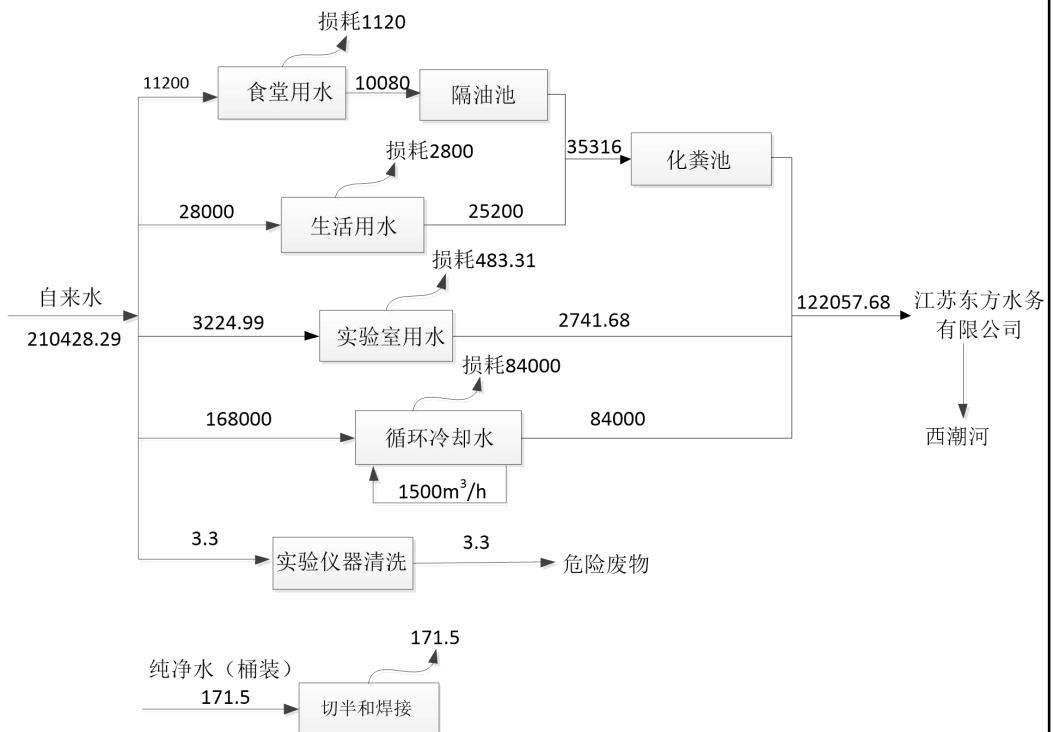 损耗1120
11200
食堂用水
10080
隔油池
35316
化粪池
损耗2800
28000
生活用水
25200
损耗483.31
自来水
210428.29
3224.99
实验室用水
2741.68
122057.68
江苏东方水务
有限公司
西潮河
损耗84000
168000
循环冷却水
84000
1500m³/h
3.3
实验仪器清洗
3.3
危险废物
171.5
纯净水（桶装）
171.5
切半和焊接